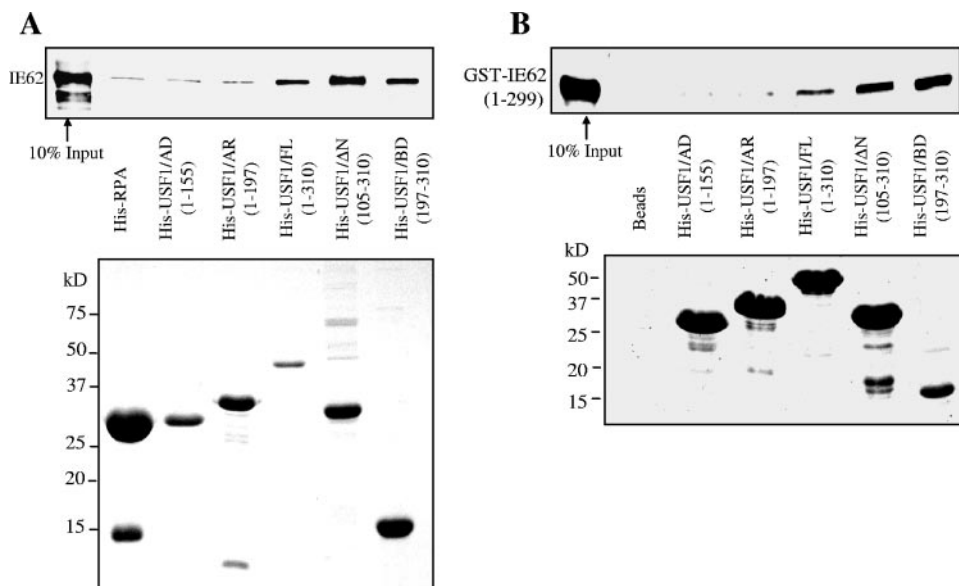 A
IE62
10% Input
His-RPA
His-USF1/AD
(1-155)
His-USF1/AR
(1-197)
His-USF1/FL
(1-310)
His-USF1/ΔN
(105-310)
His-USF1/BD
(197-310)
kD
75
50
37
25
20
15
B
GST-IE62
(1-299)
10% Input
Beads
His-USF1/AD
(1-155)
His-USF1/AR
(1-197)
His-USF1/FL
(1-310)
His-USF1/ΔN
(105-310)
His-USF1/BD
(197-310)
kD
50
37
25
20
15